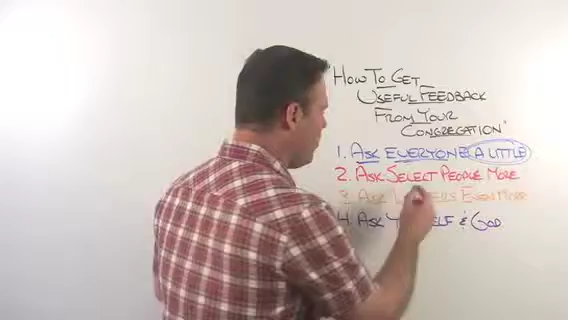 "How To Get
Useful Feedback
From Your
Congregation"
1. Ask Everyone a Little
2. Ask Select People More
3 Ask Even More
4. Ask & God